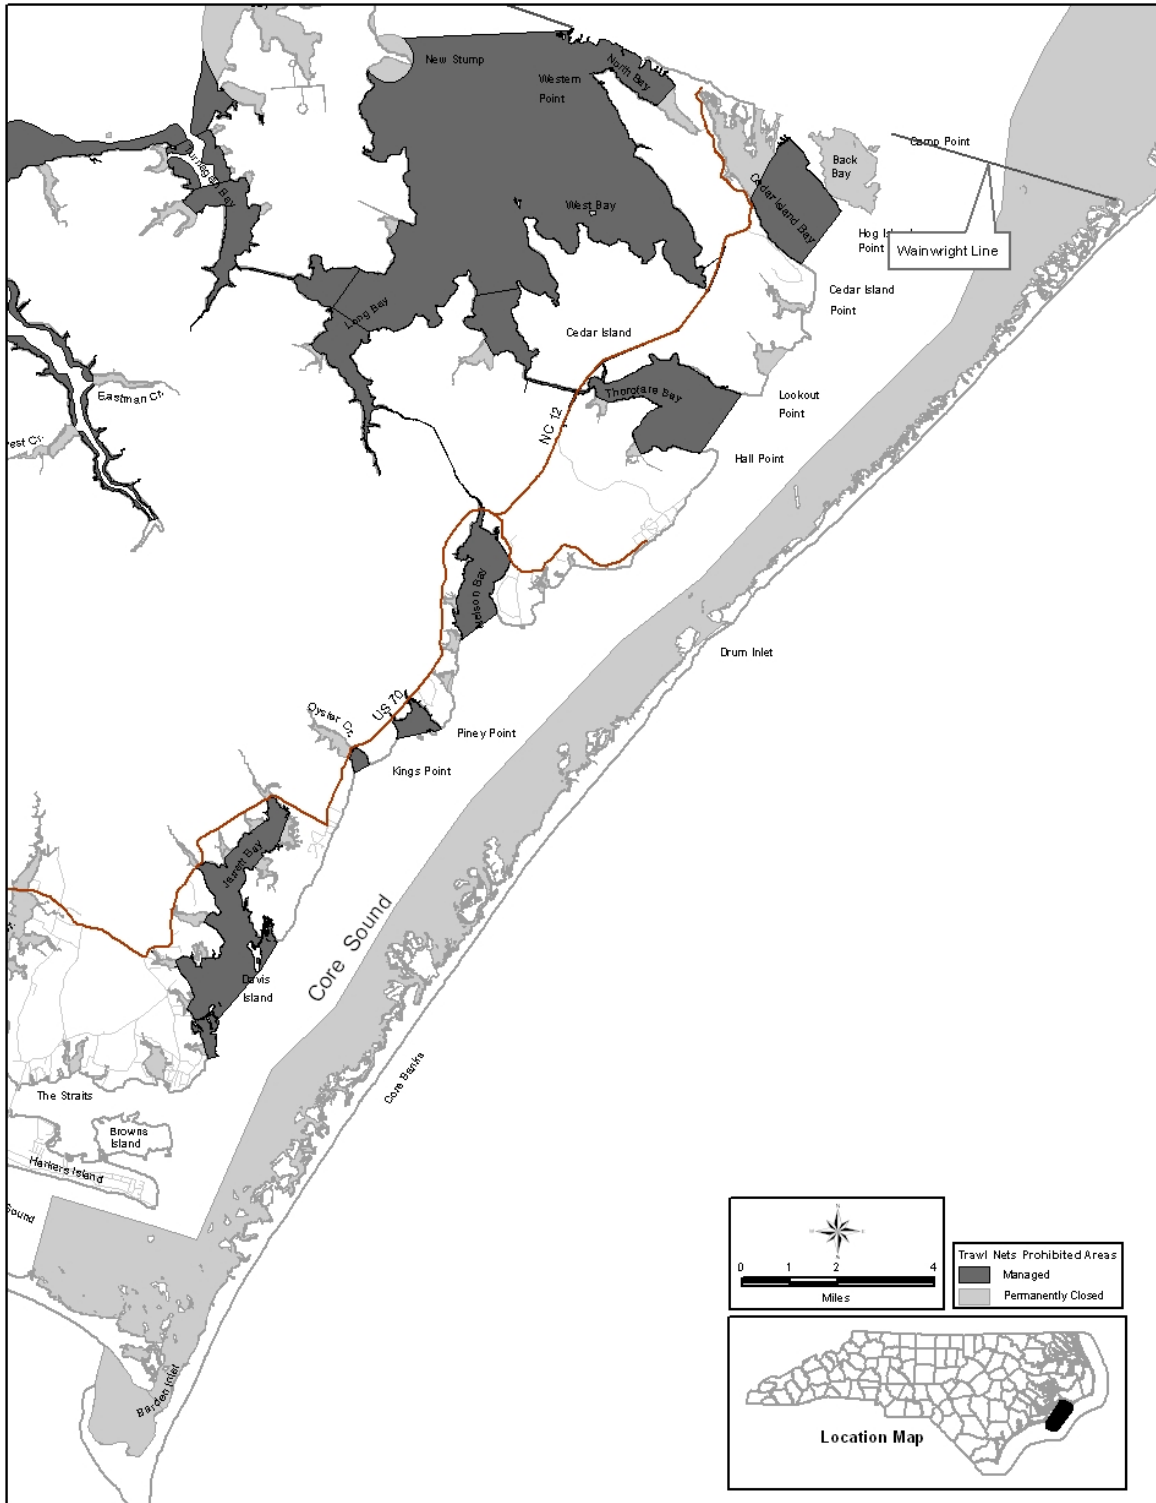 New Stump
North Bay
Western
Point
Camp Point
Back
Bay
Cedar Island Bay
West Bay
Point
Wainwright Line
Cedar Island
Point
Long Bay
Cedar Island
Eastman Cr.
Thorofare Bay
Lookout
Point
NC 12
Hall Point
Drum Inlet
Oyster Cr.
US 70
Piney Point
Kings Point
Jarrett Bay
Core Sound
Davis
Island
Core Banks
The Straits
Browns
Island
Harkers Island
Sound
Barden Inlet
0 1 2 4
Miles
Trawl Nets Prohibited Areas
Managed
Permanently Closed
Location Map